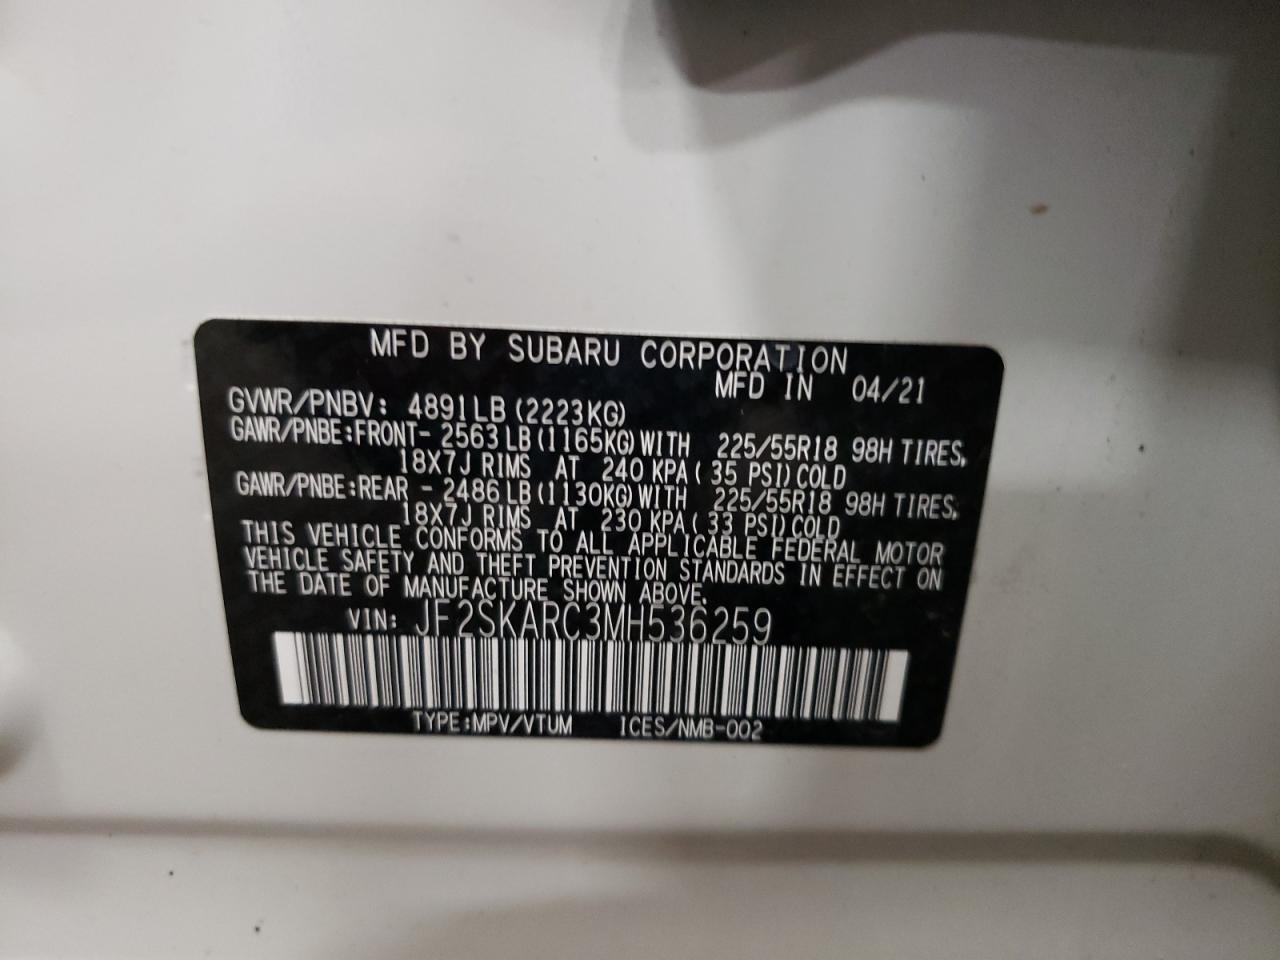 MFD BY SUBARU CORPORATION
MFD IN 04/21
GVWR/PNBV: 4891LB (2223KG)
GAWR/PNBE:FRONT- 2563LB(1165KG)WITH 225/55R18 98H TIRES,
18X7J RIMS AT 240 KPA( 35 PSI)COLD
GAWR/PNBE:REAR - 2486LB(1130KG)WITH 225/55R18 98H TIRES,
18X7J RIMS AT 230 KPA( 33 PSI)COLD
THIS VEHICLE CONFORMS TO ALL APPLICABLE FEDERAL MOTOR
VEHICLE SAFETY AND THEFT PREVENTION STANDARDS IN EFFECT ON
THE DATE OF MANUFACTURE SHOWN ABOVE.
VIN: JF2SKARC3MH536259
TYPE:MPV/VTUM ICES/NMB-002